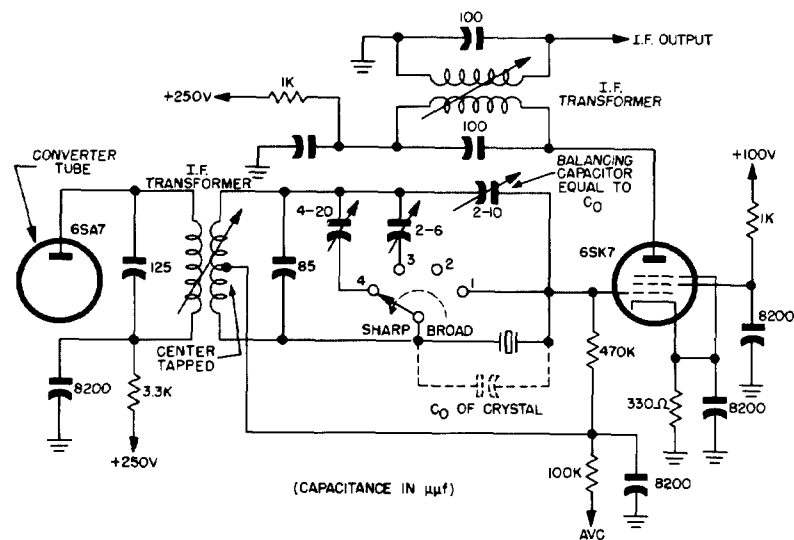 100
I.F. OUTPUT
1K
+250V
I.F.
TRANSFORMER
100
CONVERTER
TUBE
I.F.
TRANSFORMER
BALANCING
CAPACITOR
EQUAL TO
CO
+100V
6SA7
4-20
2-6
2-10
1K
6SK7
125
85
3
2
4
1
8200
SHARP BROAD
CENTER
TAPPED
470K
8200
3.3K
CO OF CRYSTAL
330Ω
8200
+250V
100K
8200
(CAPACITANCE IN µµf)
AVC